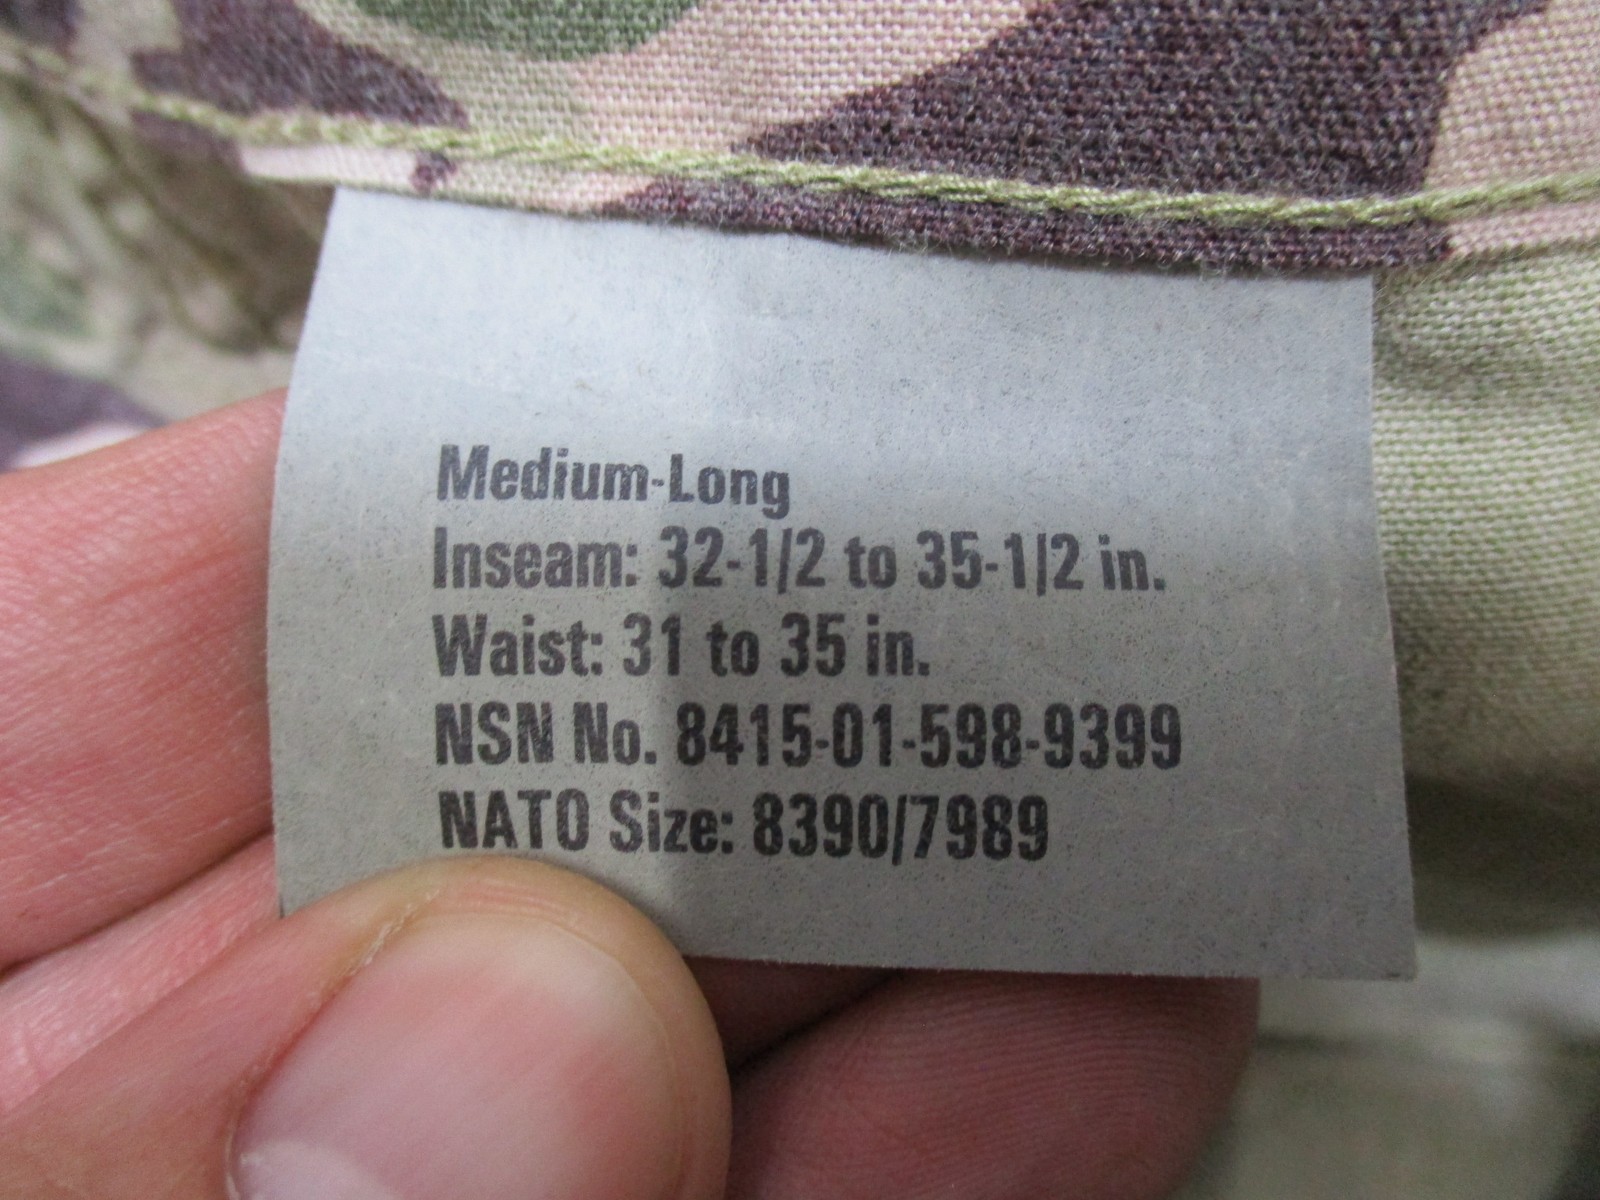 Medium-Long
Inseam: 32-1/2 to 35-1/2 in.
Waist: 31 to 35 in.
NSN No. 8415-01-598-9399
NATO Size: 8390/7989